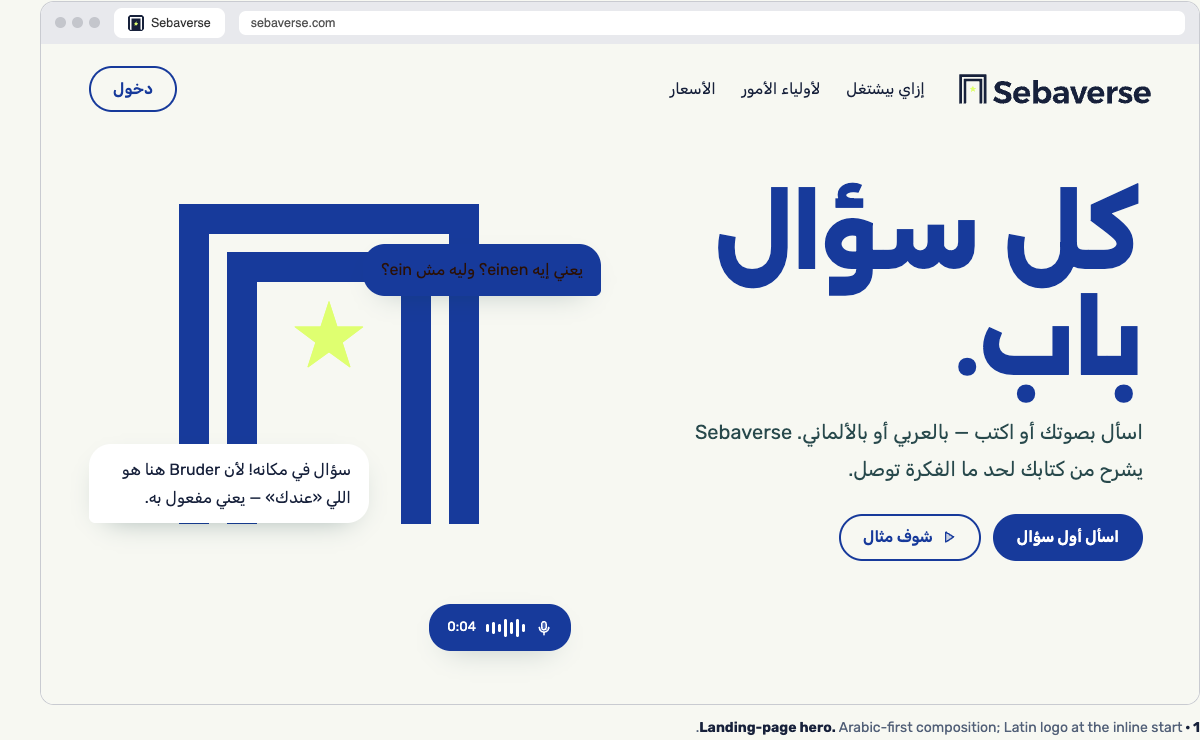 Sebaverse
sebaverse.com
Sebaverse
إزاي بيشتغل
لأولياء الأمور
الأسعار
دخول
كل سؤال
باب.
اسأل بصوتك أو اكتب — بالعربي أو بالألماني. Sebaverse
يشرح من كتابك لحد ما الفكرة توصل.
اسأل أول سؤال
شوف مثال
يعني إيه einen؟ وليه مش ein؟
سؤال في مكانه! لأن Bruder هنا هو
اللي «عندك» — يعني مفعول به.
0:04
1 • Landing-page hero. Arabic-first composition; Latin logo at the inline start.